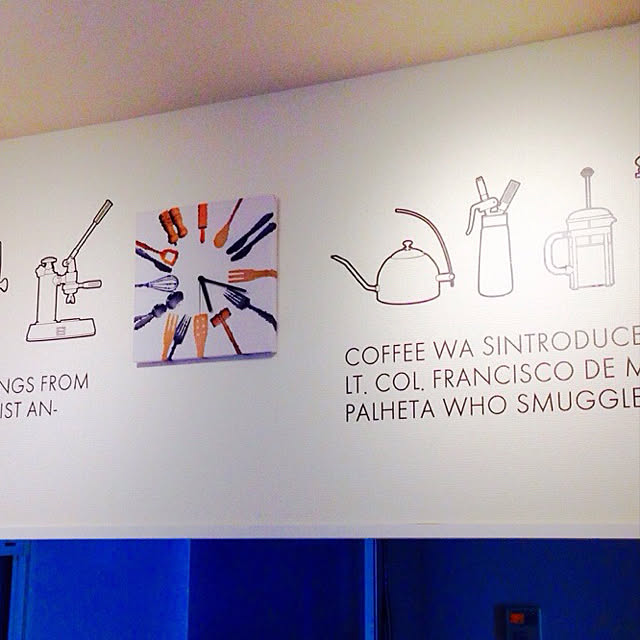 NGS FROM
IST AN-
COFFEE WA SINTRODUCE
LT. COL. FRANCISCO DE M
PALHETA WHO SMUGGLE